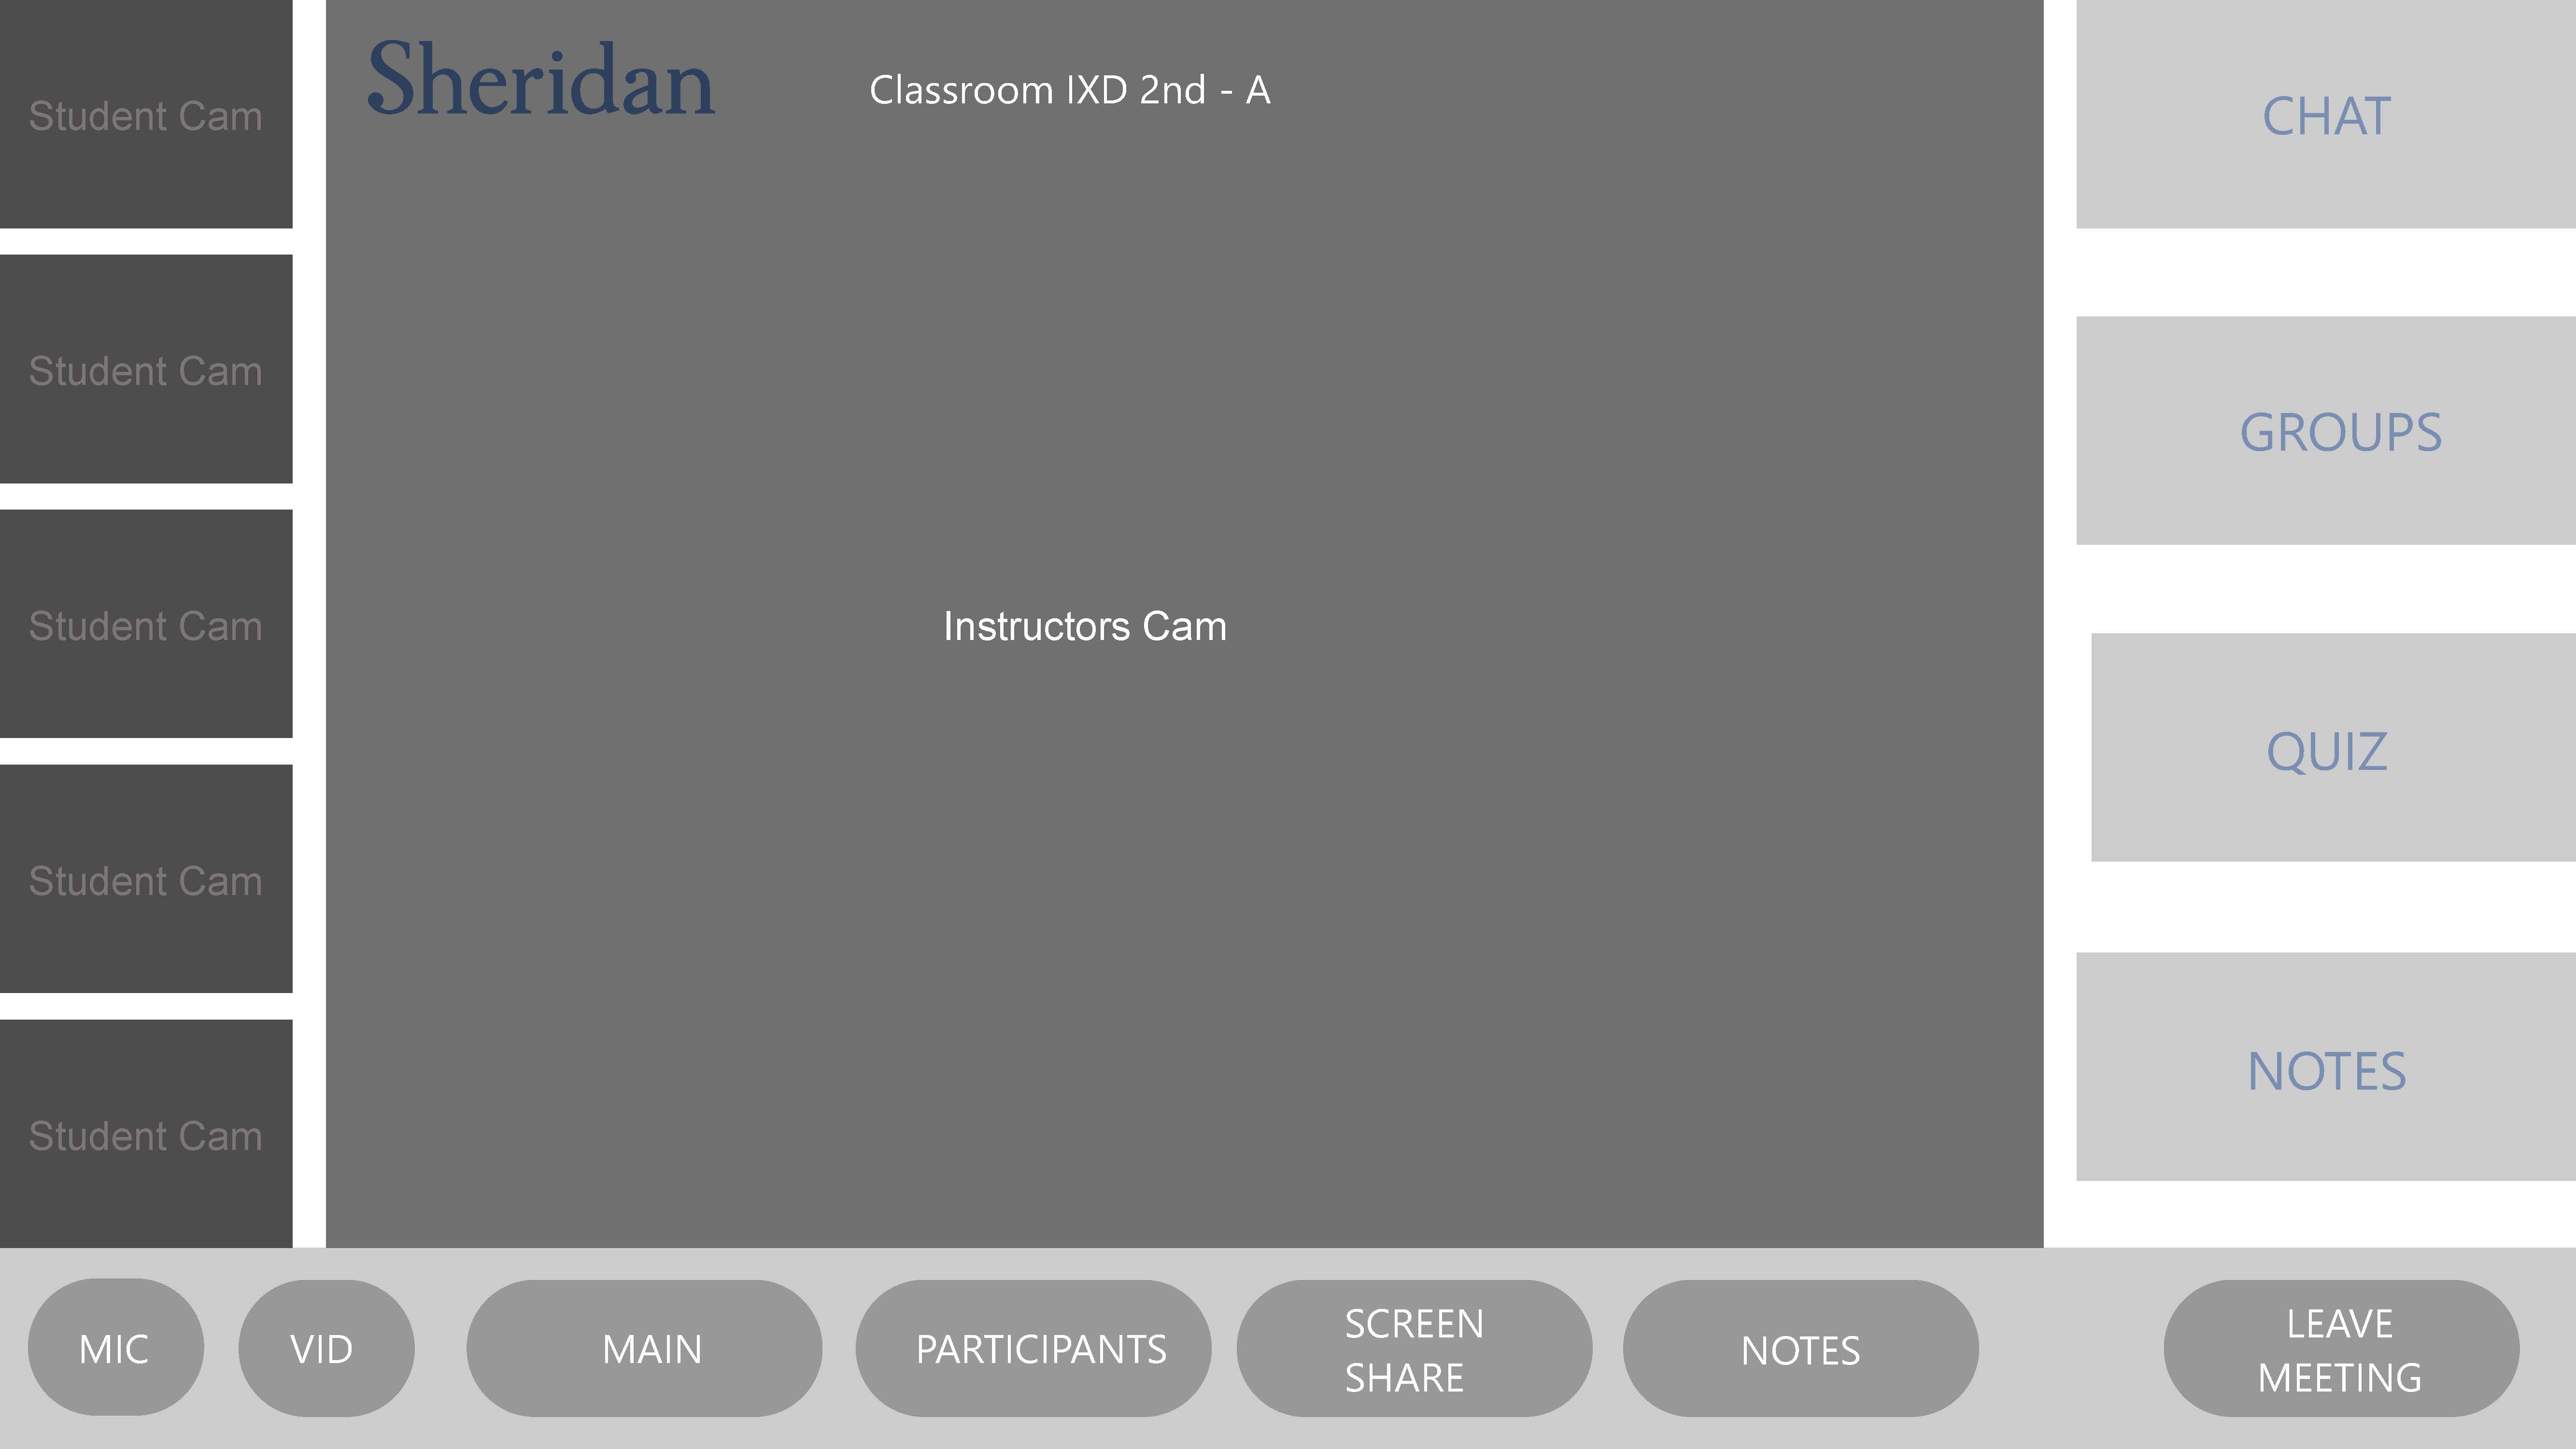 Student Cam
Student Cam
Student Cam
Student Cam
Student Cam
Sheridan
Classroom IXD 2nd - A
Instructors Cam
CHAT
GROUPS
QUIZ
NOTES
MIC
VID
MAIN
PARTICIPANTS
SCREEN
SHARE
NOTES
LEAVE
MEETING